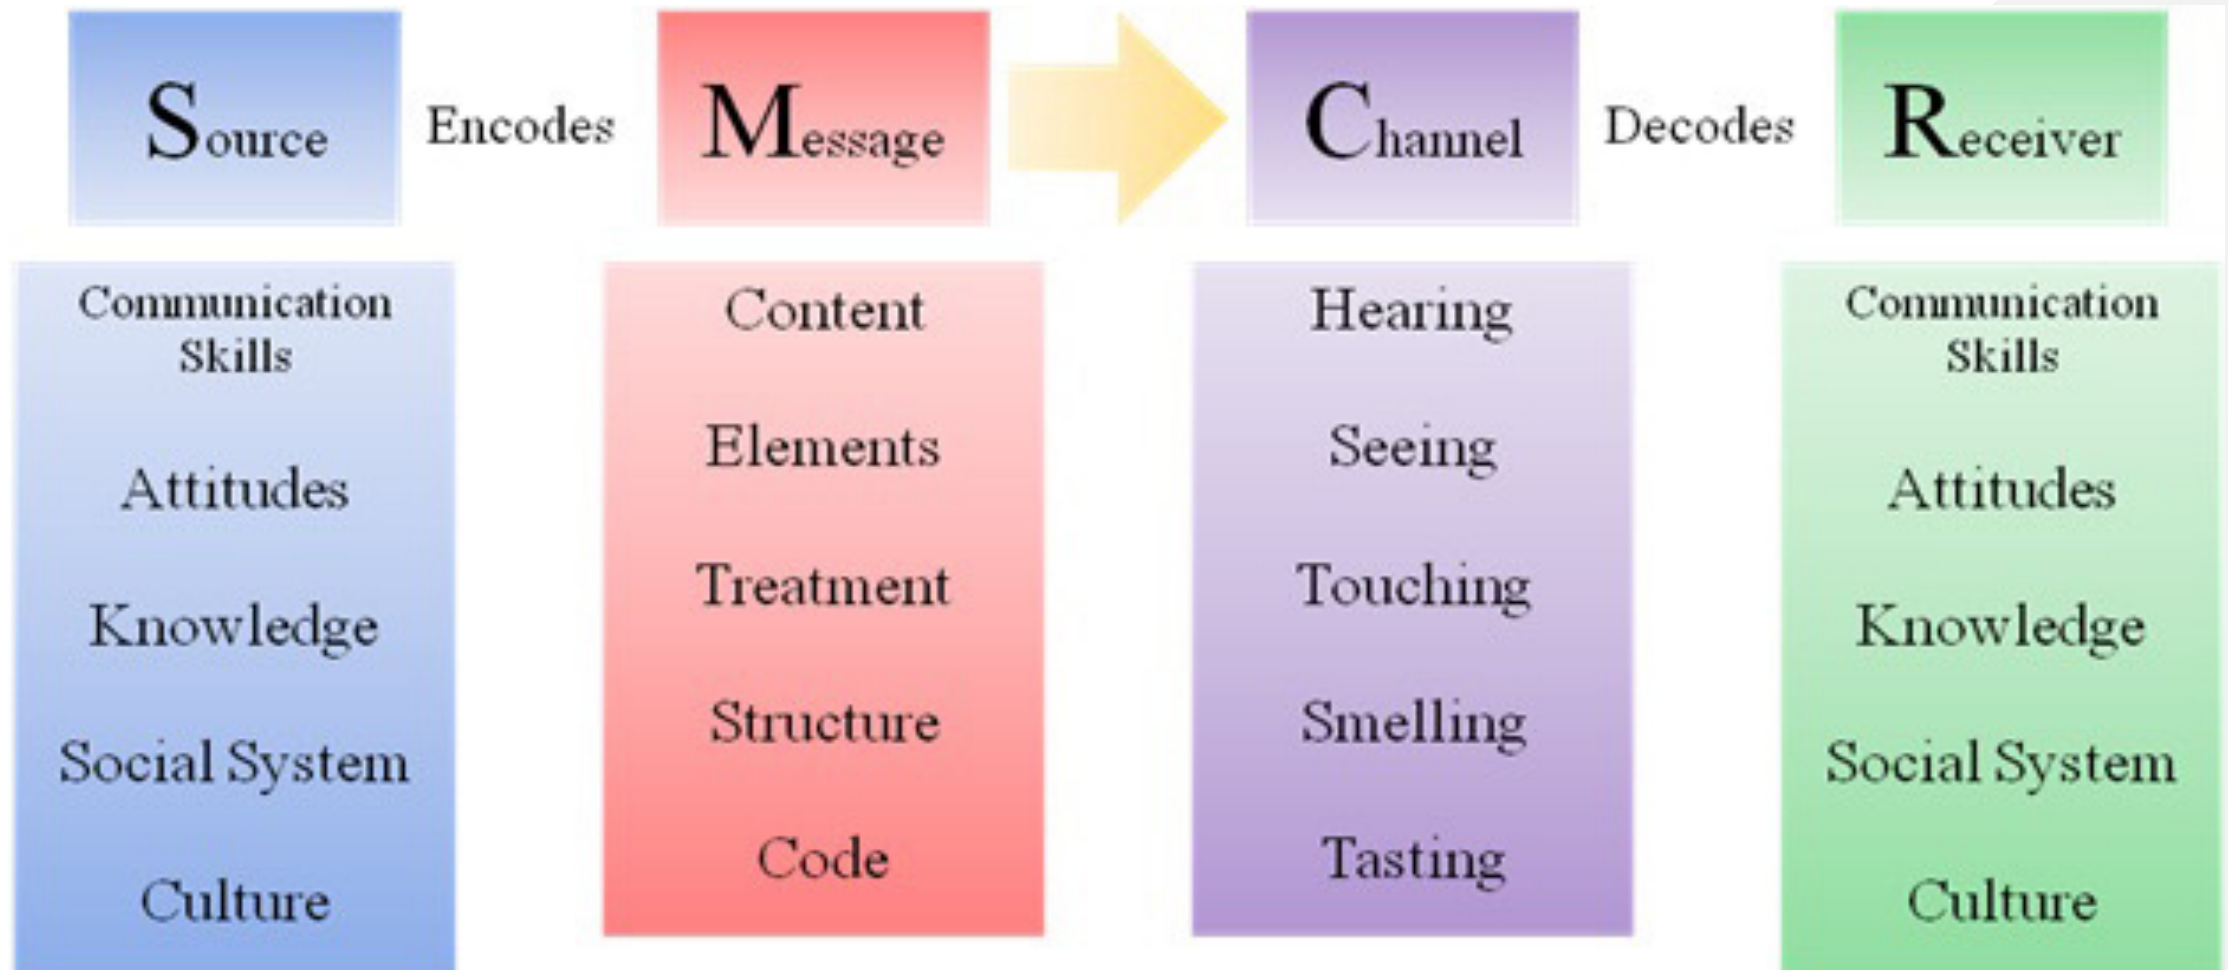 Source Encodes Message Channel Decodes Receiver
Communication
Skills
Attitudes
Knowledge
Social System
Culture
Content
Elements
Treatment
Structure
Code
Hearing
Seeing
Touching
Smelling
Tasting
Communication
Skills
Attitudes
Knowledge
Social System
Culture